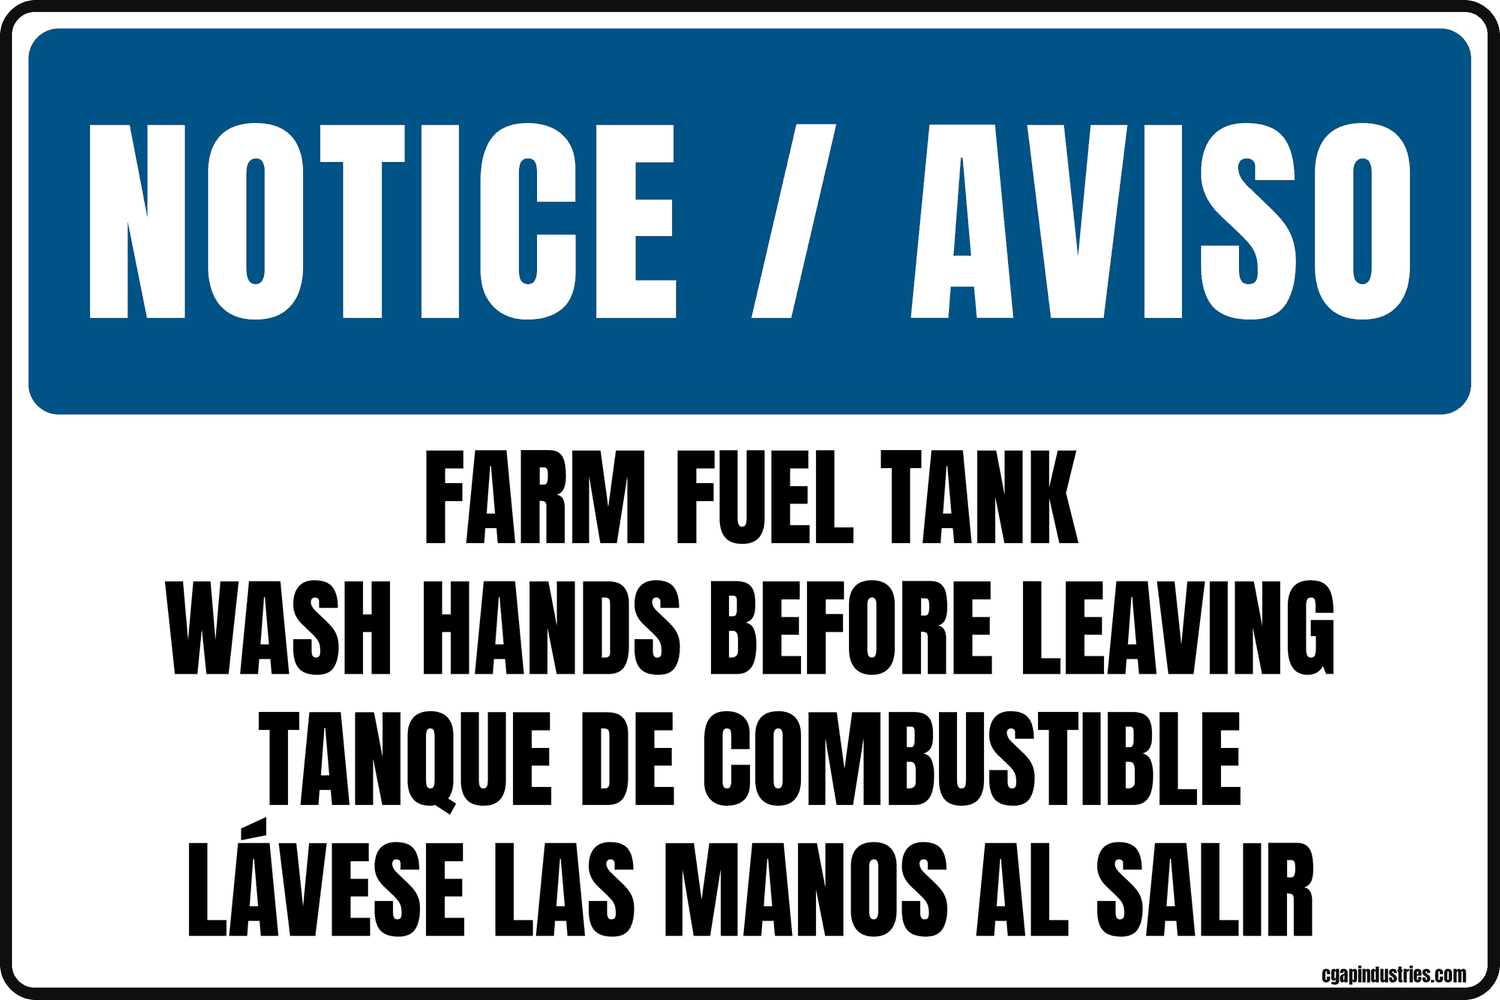 NOTICE / AVISO
FARM FUEL TANK
WASH HANDS BEFORE LEAVING
TANQUE DE COMBUSTIBLE
LÁVESE LAS MANOS AL SALIR
cgapindustries.com